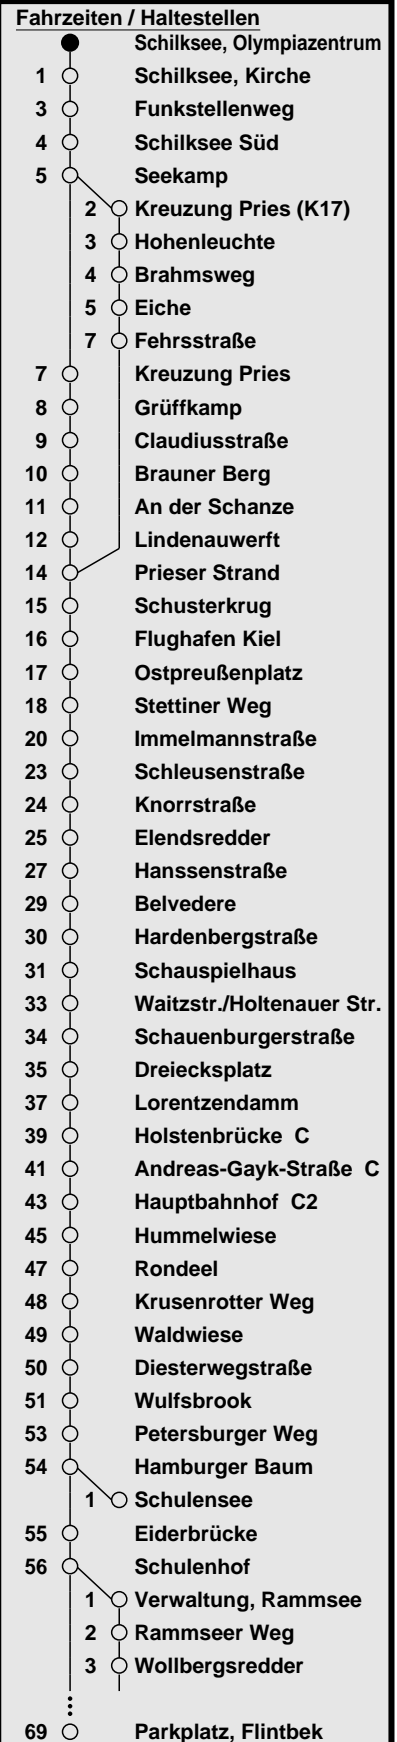 Fahrzeiten / Haltestellen
Schilksee, Olympiazentrum
1 Schilksee, Kirche
3 Funkstellenweg
4 Schilksee Süd
5 Seekamp
2 Kreuzung Pries (K17)
3 Hohenleuchte
4 Brahmsweg
5 Eiche
7 Fehrsstraße
7 Kreuzung Pries
8 Grüffkamp
9 Claudiusstraße
10 Brauner Berg
11 An der Schanze
12 Lindenauwerft
14 Prieser Strand
15 Schusterkrug
16 Flughafen Kiel
17 Ostpreußenplatz
18 Stettiner Weg
20 Immelmannstraße
23 Schleusenstraße
24 Knorrstraße
25 Elendsredder
27 Hanssenstraße
29 Belvedere
30 Hardenbergstraße
31 Schauspielhaus
33 Waitzstr./Holtenauer Str.
34 Schauenburgerstraße
35 Dreiecksplatz
37 Lorentzendamm
39 Holstenbrücke C
41 Andreas-Gayk-Straße C
43 Hauptbahnhof C2
45 Hummelwiese
47 Rondeel
48 Krusenrotter Weg
49 Waldwiese
50 Diesterwegstraße
51 Wulfsbrook
53 Petersburger Weg
54 Hamburger Baum
1 Schulensee
55 Eiderbrücke
56 Schulenhof
1 Verwaltung, Rammsee
2 Rammseer Weg
3 Wollbergsredder
69 Parkplatz, Flintbek